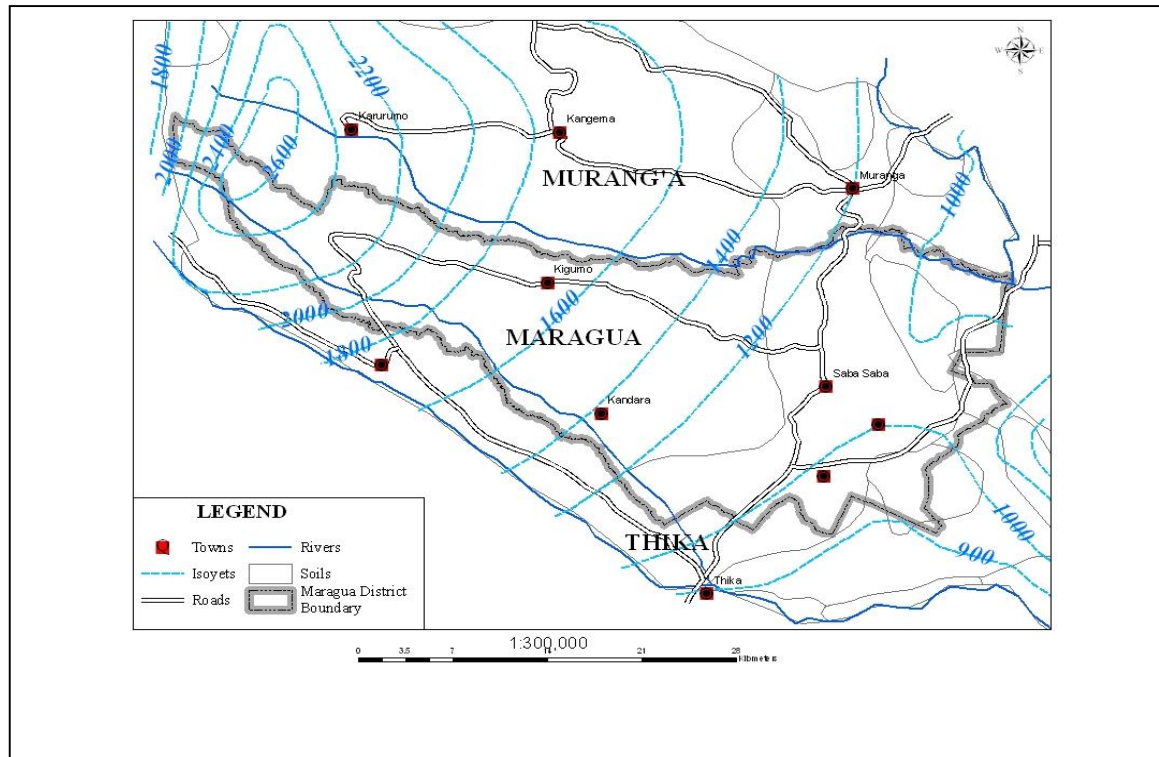 1800
2200
2000
2400
2600
Karurumo
Kangema
MURANG'A
Muranga
1000
1400
Kigumo
2000
1800
1600
MARAGUA
1200
Saba Saba
Kandara
THIKA
Thika
1000
900
N
W E
S
LEGEND
Towns Rivers
Isoyets Soils
Roads Maragua District
Boundary
1:300,000
0 3.5 7 14 21 28
Kilometers